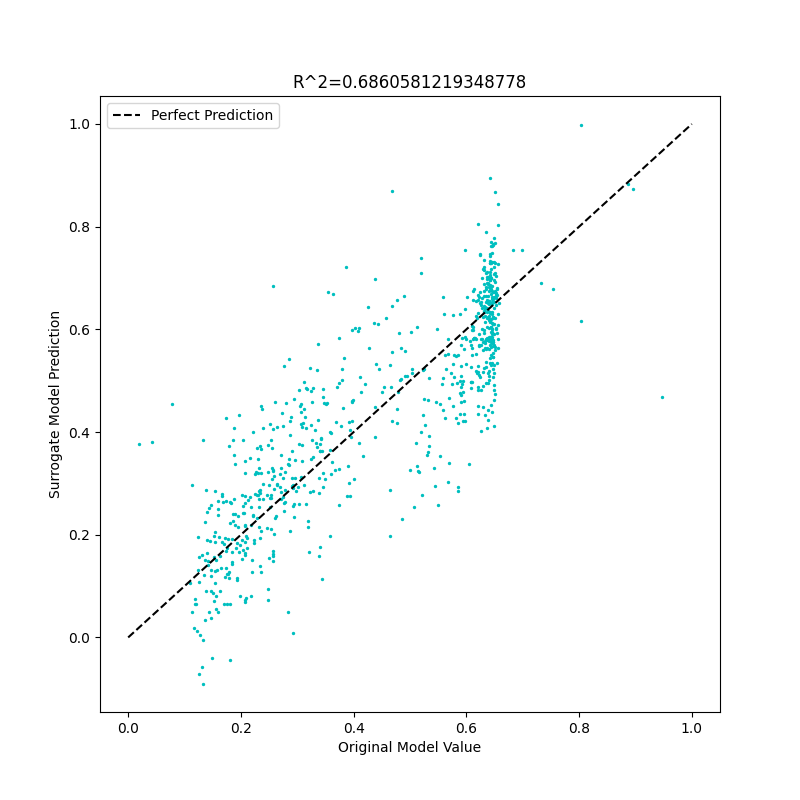 R^2=0.6860581219348778
Perfect Prediction
1.0
0.8
0.6
0.4
0.2
0.0
Surrogate Model Prediction
0.0 0.2 0.4 0.6 0.8 1.0
Original Model Value